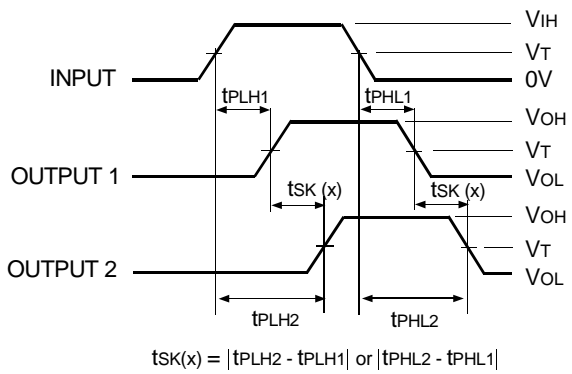 VIH
VT
INPUT
0V
tPLH1
tPHL1
VOH
VT
OUTPUT 1
tSK (x)
tSK (x)
VOL
VOH
VT
OUTPUT 2
VOL
tPLH2
tPHL2
tSK(x) = |tPLH2 - tPLH1| or |tPHL2 - tPHL1|